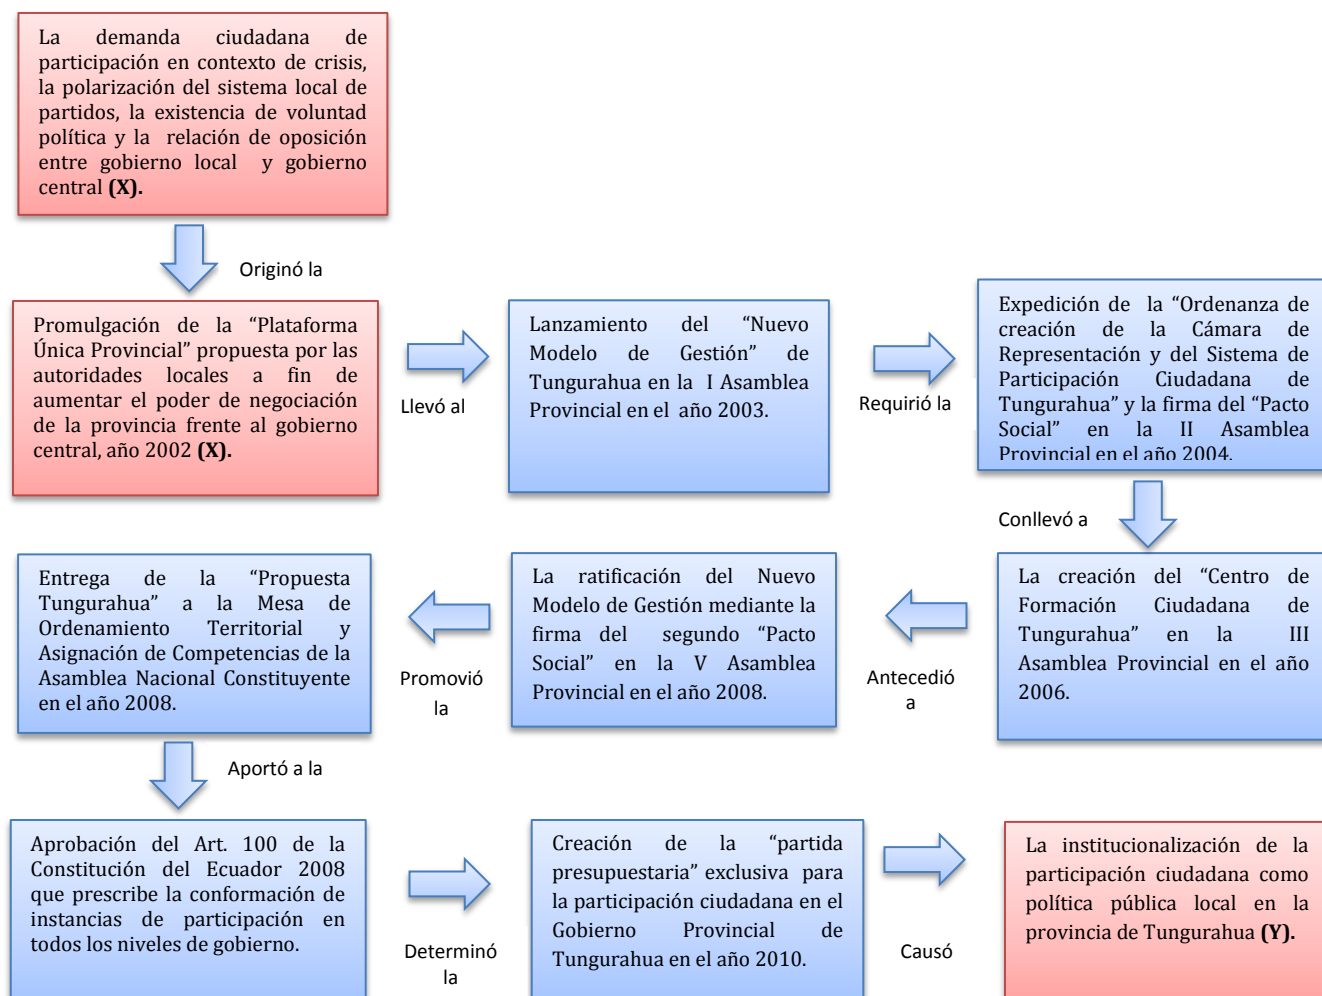 La demanda ciudadana de
participación en contexto de crisis,
la polarización del sistema local de
partidos, la existencia de voluntad
política y la relación de oposición
entre gobierno local y gobierno
central (X).
Originó la
Promulgación de la “Plataforma
Única Provincial” propuesta por las
autoridades locales a fin de
aumentar el poder de negociación
de la provincia frente al gobierno
central, año 2002 (X).
Llevó al
Lanzamiento del “Nuevo
Modelo de Gestión” de
Tungurahua en la I Asamblea
Provincial en el año 2003.
Requirió la
Expedición de la “Ordenanza de
creación de la Cámara de
Representación y del Sistema de
Participación Ciudadana de
Tungurahua” y la firma del “Pacto
Social” en la II Asamblea
Provincial en el año 2004.
Conllevó a
La creación del “Centro de
Formación Ciudadana de
Tungurahua” en la III
Asamblea Provincial en el año
2006.
Antecedió
a
La ratificación del Nuevo
Modelo de Gestión mediante la
firma del segundo “Pacto
Social” en la V Asamblea
Provincial en el año 2008.
Promovió
la
Entrega de la “Propuesta
Tungurahua” a la Mesa de
Ordenamiento Territorial y
Asignación de Competencias de la
Asamblea Nacional Constituyente
en el año 2008.
Aportó a la
Aprobación del Art. 100 de la
Constitución del Ecuador 2008
que prescribe la conformación de
instancias de participación en
todos los niveles de gobierno.
Determinó
la
Creación de la “partida
presupuestaria” exclusiva para
la participación ciudadana en el
Gobierno Provincial de
Tungurahua en el año 2010.
Causó
La institucionalización de la
participación ciudadana como
política pública local en la
provincia de Tungurahua (Y).